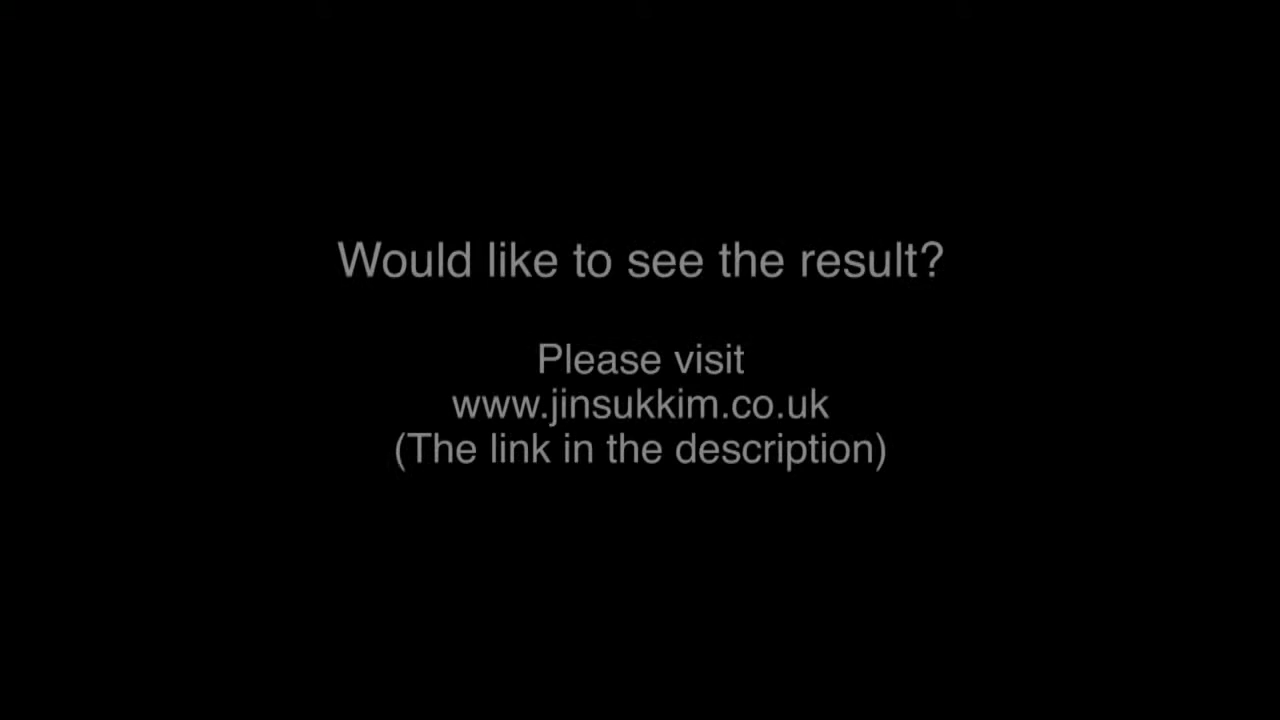 Would like to see the result?
Please visit
www.jinsukkim.co.uk
(The link in the description)